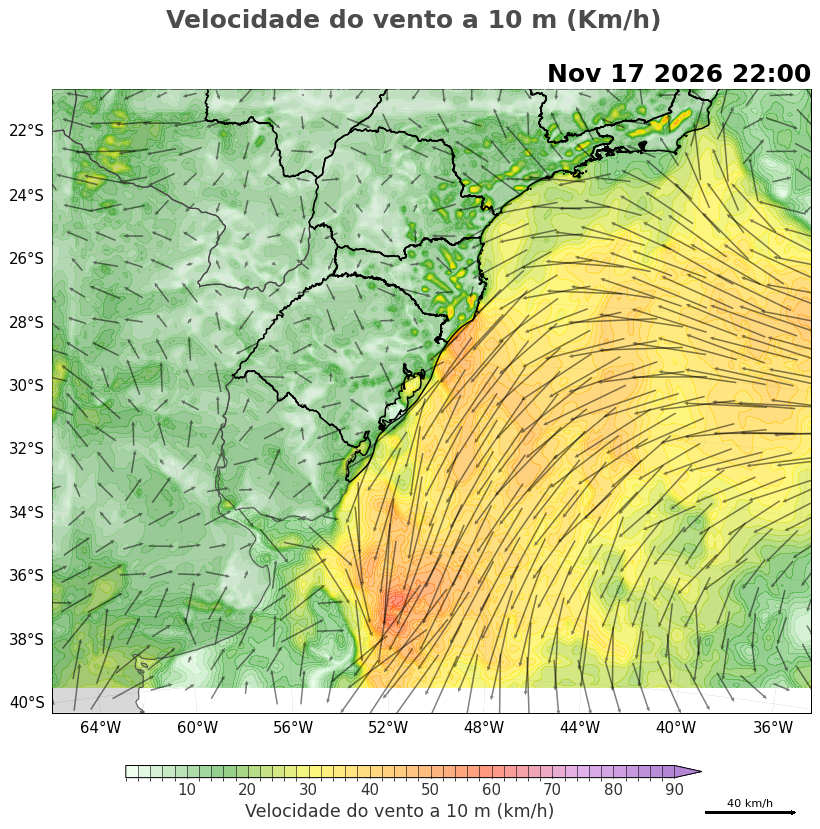 Velocidade do vento a 10 m (Km/h)
Nov 17 2026 22:00
22°S
24°S
26°S
28°S
30°S
32°S
34°S
36°S
38°S
40°S
64°W 60°W 56°W 52°W 48°W 44°W 40°W 36°W
10 20 30 40 50 60 70 80 90
Velocidade do vento a 10 m (km/h)
40 km/h